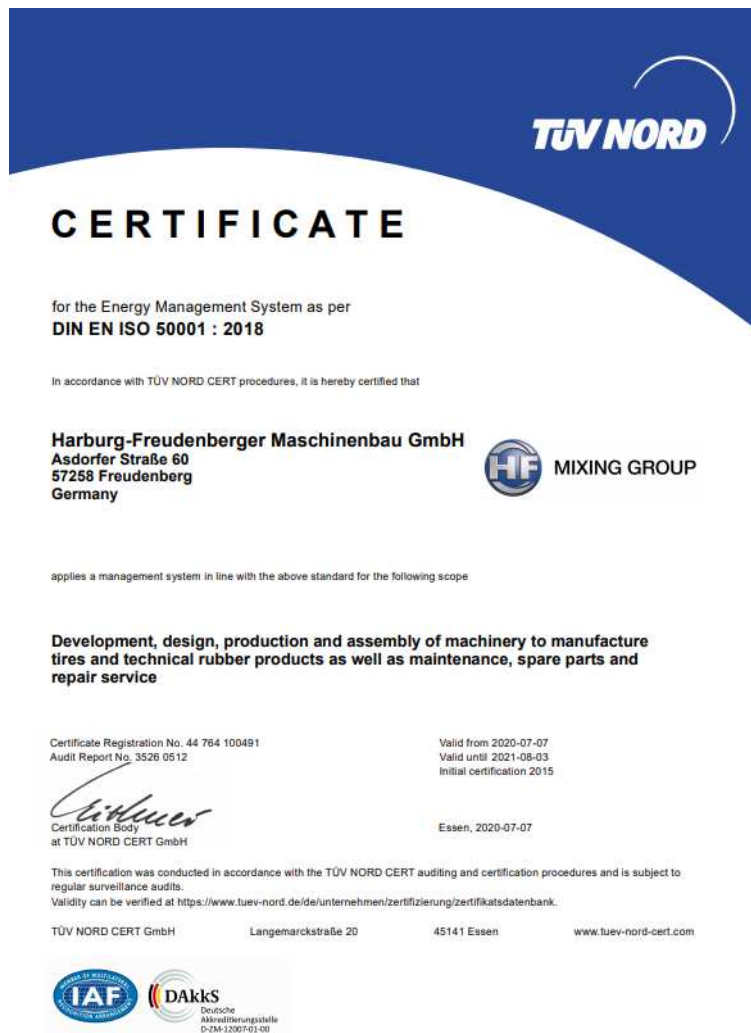 TÜV NORD
CERTIFICATE
for the Energy Management System as per
DIN EN ISO 50001 : 2018
In accordance with TÜV NORD CERT procedures, it is hereby certified that
Harburg-Freudenberger Maschinenbau GmbH
Asdorfer Straße 60
57258 Freudenberg
Germany
HF MIXING GROUP
applies a management system in line with the above standard for the following scope
Development, design, production and assembly of machinery to manufacture
tires and technical rubber products as well as maintenance, spare parts and
repair service
Certificate Registration No. 44 764 100491
Audit Report No. 3526 0512
Valid from 2020-07-07
Valid until 2021-08-03
Initial certification 2015
Certification Body
at TÜV NORD CERT GmbH
Essen, 2020-07-07
This certification was conducted in accordance with the TÜV NORD CERT auditing and certification procedures and is subject to
regular surveillance audits.
Validity can be verified at https://www.tuev-nord.de/de/unternehmen/zertifizierung/zertifikatsdatenbank.
TÜV NORD CERT GmbH Langemarckstraße 20 45141 Essen www.tuev-nord-cert.com
MEMBER OF MULTILATERAL
IAF
RECOGNITION ARRANGEMENT
DAkkS
Deutsche
Akkreditierungsstelle
D-ZM-12007-01-00